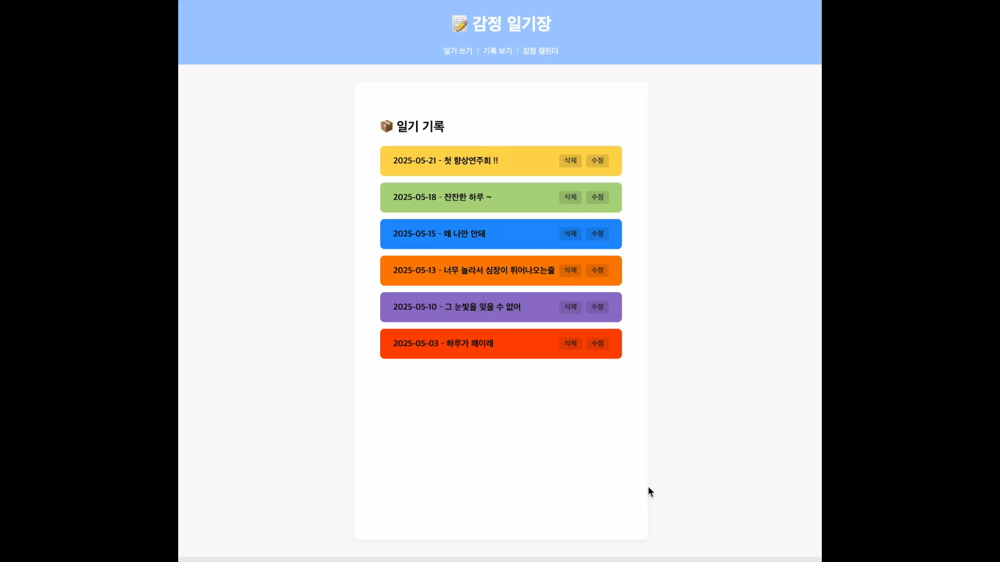 📝 감정 일기장
일기 쓰기 | 기록 보기 | 감정 캘린더
📦 일기 기록
2025-05-21 - 첫 향상연주회 !! 삭제 수정
2025-05-18 - 잔잔한 하루 ~ 삭제 수정
2025-05-15 - 왜 나만 안돼 삭제 수정
2025-05-13 - 너무 놀라서 심장이 튀어나오는줄 삭제 수정
2025-05-10 - 그 눈빛을 잊을 수 없어 삭제 수정
2025-05-03 - 하루가 왜이래 삭제 수정